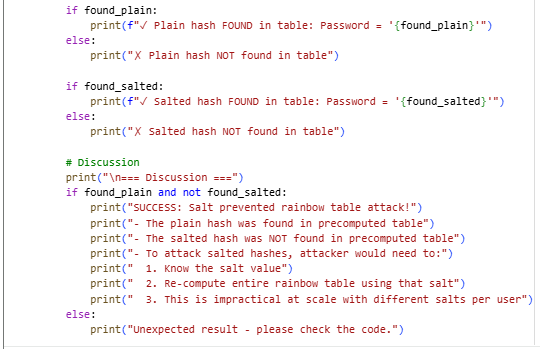 if found_plain:
    print(f"✓ Plain hash FOUND in table: Password = '{found_plain}'")
else:
    print("✗ Plain hash NOT found in table")

if found_salted:
    print(f"✓ Salted hash FOUND in table: Password = '{found_salted}'")
else:
    print("✗ Salted hash NOT found in table")

# Discussion
print("\n=== Discussion ===")
if found_plain and not found_salted:
    print("SUCCESS: Salt prevented rainbow table attack!")
    print("- The plain hash was found in precomputed table")
    print("- The salted hash was NOT found in precomputed table")
    print("- To attack salted hashes, attacker would need to:")
    print("  1. Know the salt value")
    print("  2. Re-compute entire rainbow table using that salt")
    print("  3. This is impractical at scale with different salts per user")
else:
    print("Unexpected result - please check the code.")